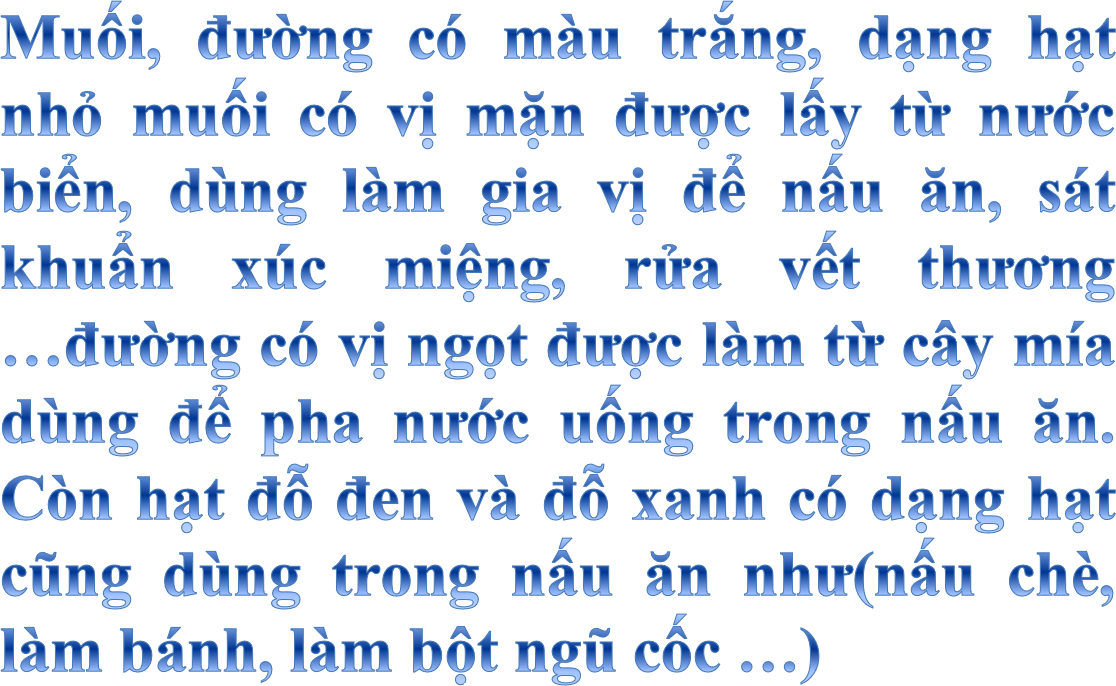 Muối, đường có màu trắng, dạng hạt
nhỏ muối có vị mặn được lấy từ nước
biển, dùng làm gia vị để nấu ăn, sát
khuẩn xúc miệng, rửa vết thương
…đường có vị ngọt được làm từ cây mía
dùng để pha nước uống trong nấu ăn.
Còn hạt đỗ đen và đỗ xanh có dạng hạt
cũng dùng trong nấu ăn như(nấu chè,
làm bánh, làm bột ngũ cốc …)